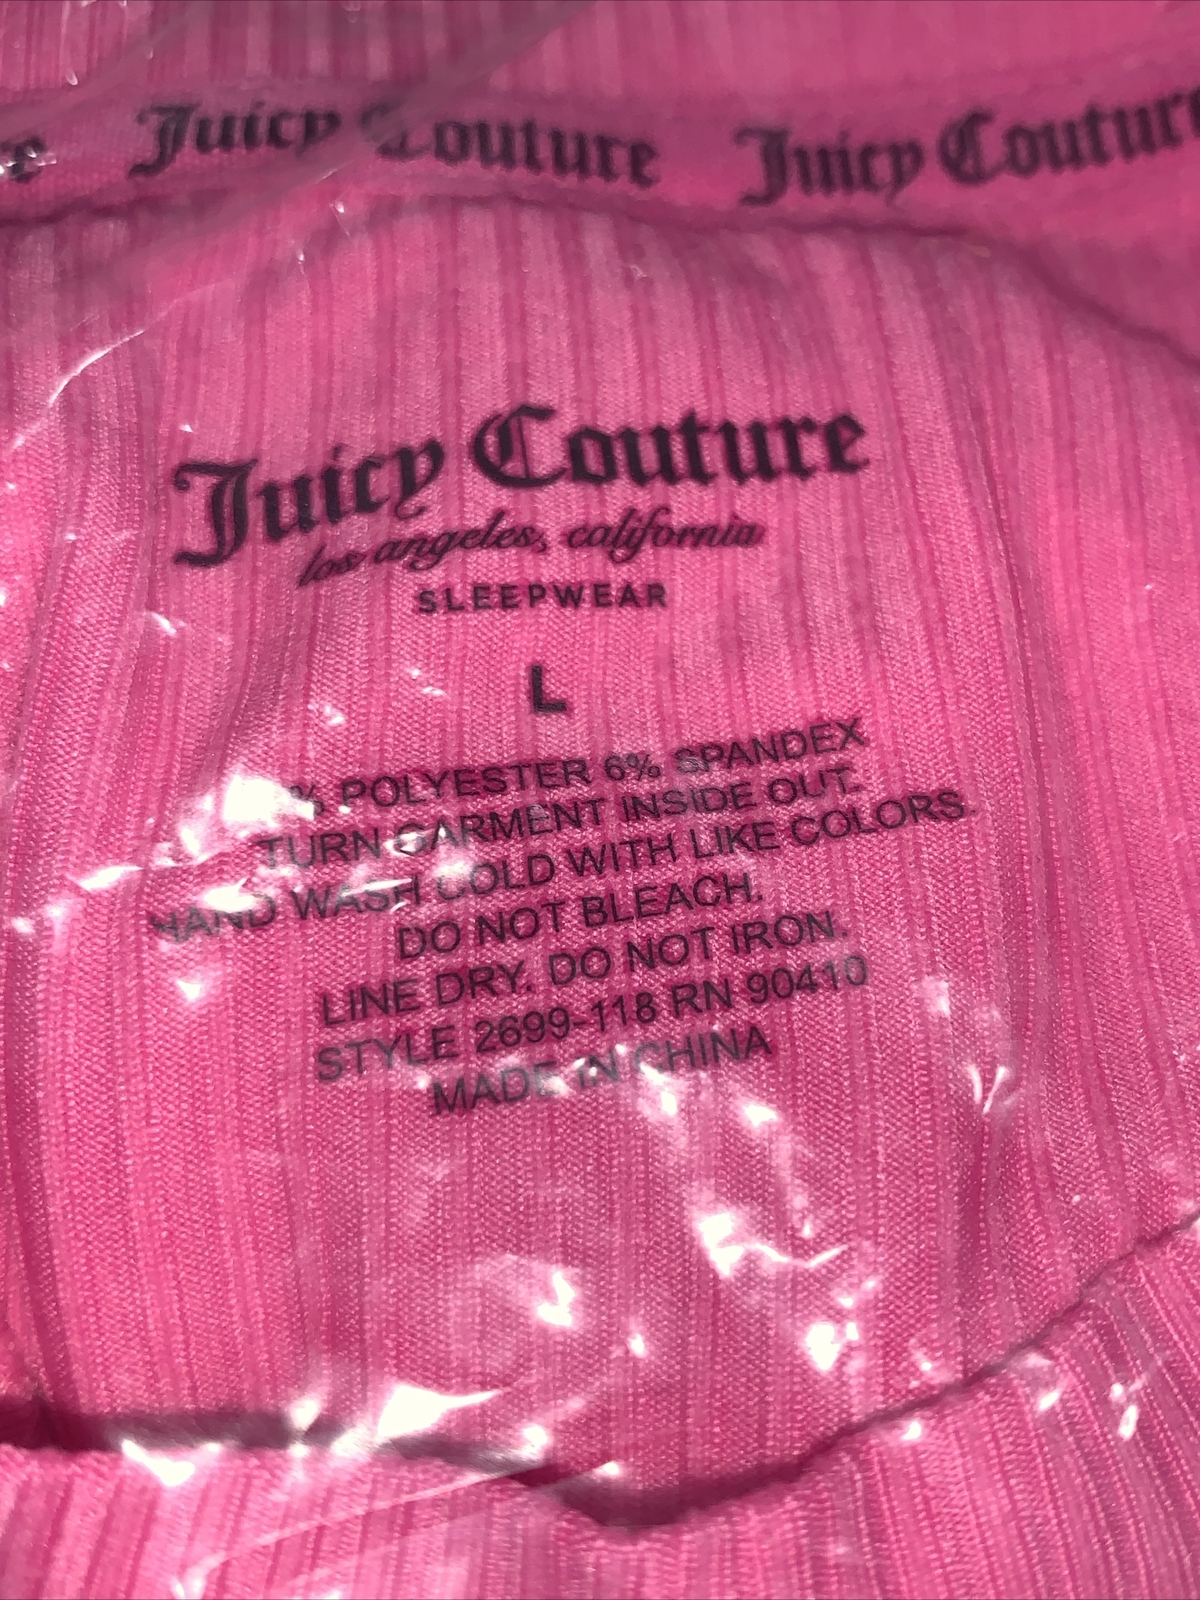 Juicy Couture Juicy Couture
Juicy Couture
los angeles, california
SLEEPWEAR
L
% POLYESTER 6% SPANDEX
TURN GARMENT INSIDE OUT.
HAND WASH COLD WITH LIKE COLORS.
DO NOT BLEACH.
LINE DRY. DO NOT IRON.
STYLE 2699-118 RN 90410
MADE IN CHINA